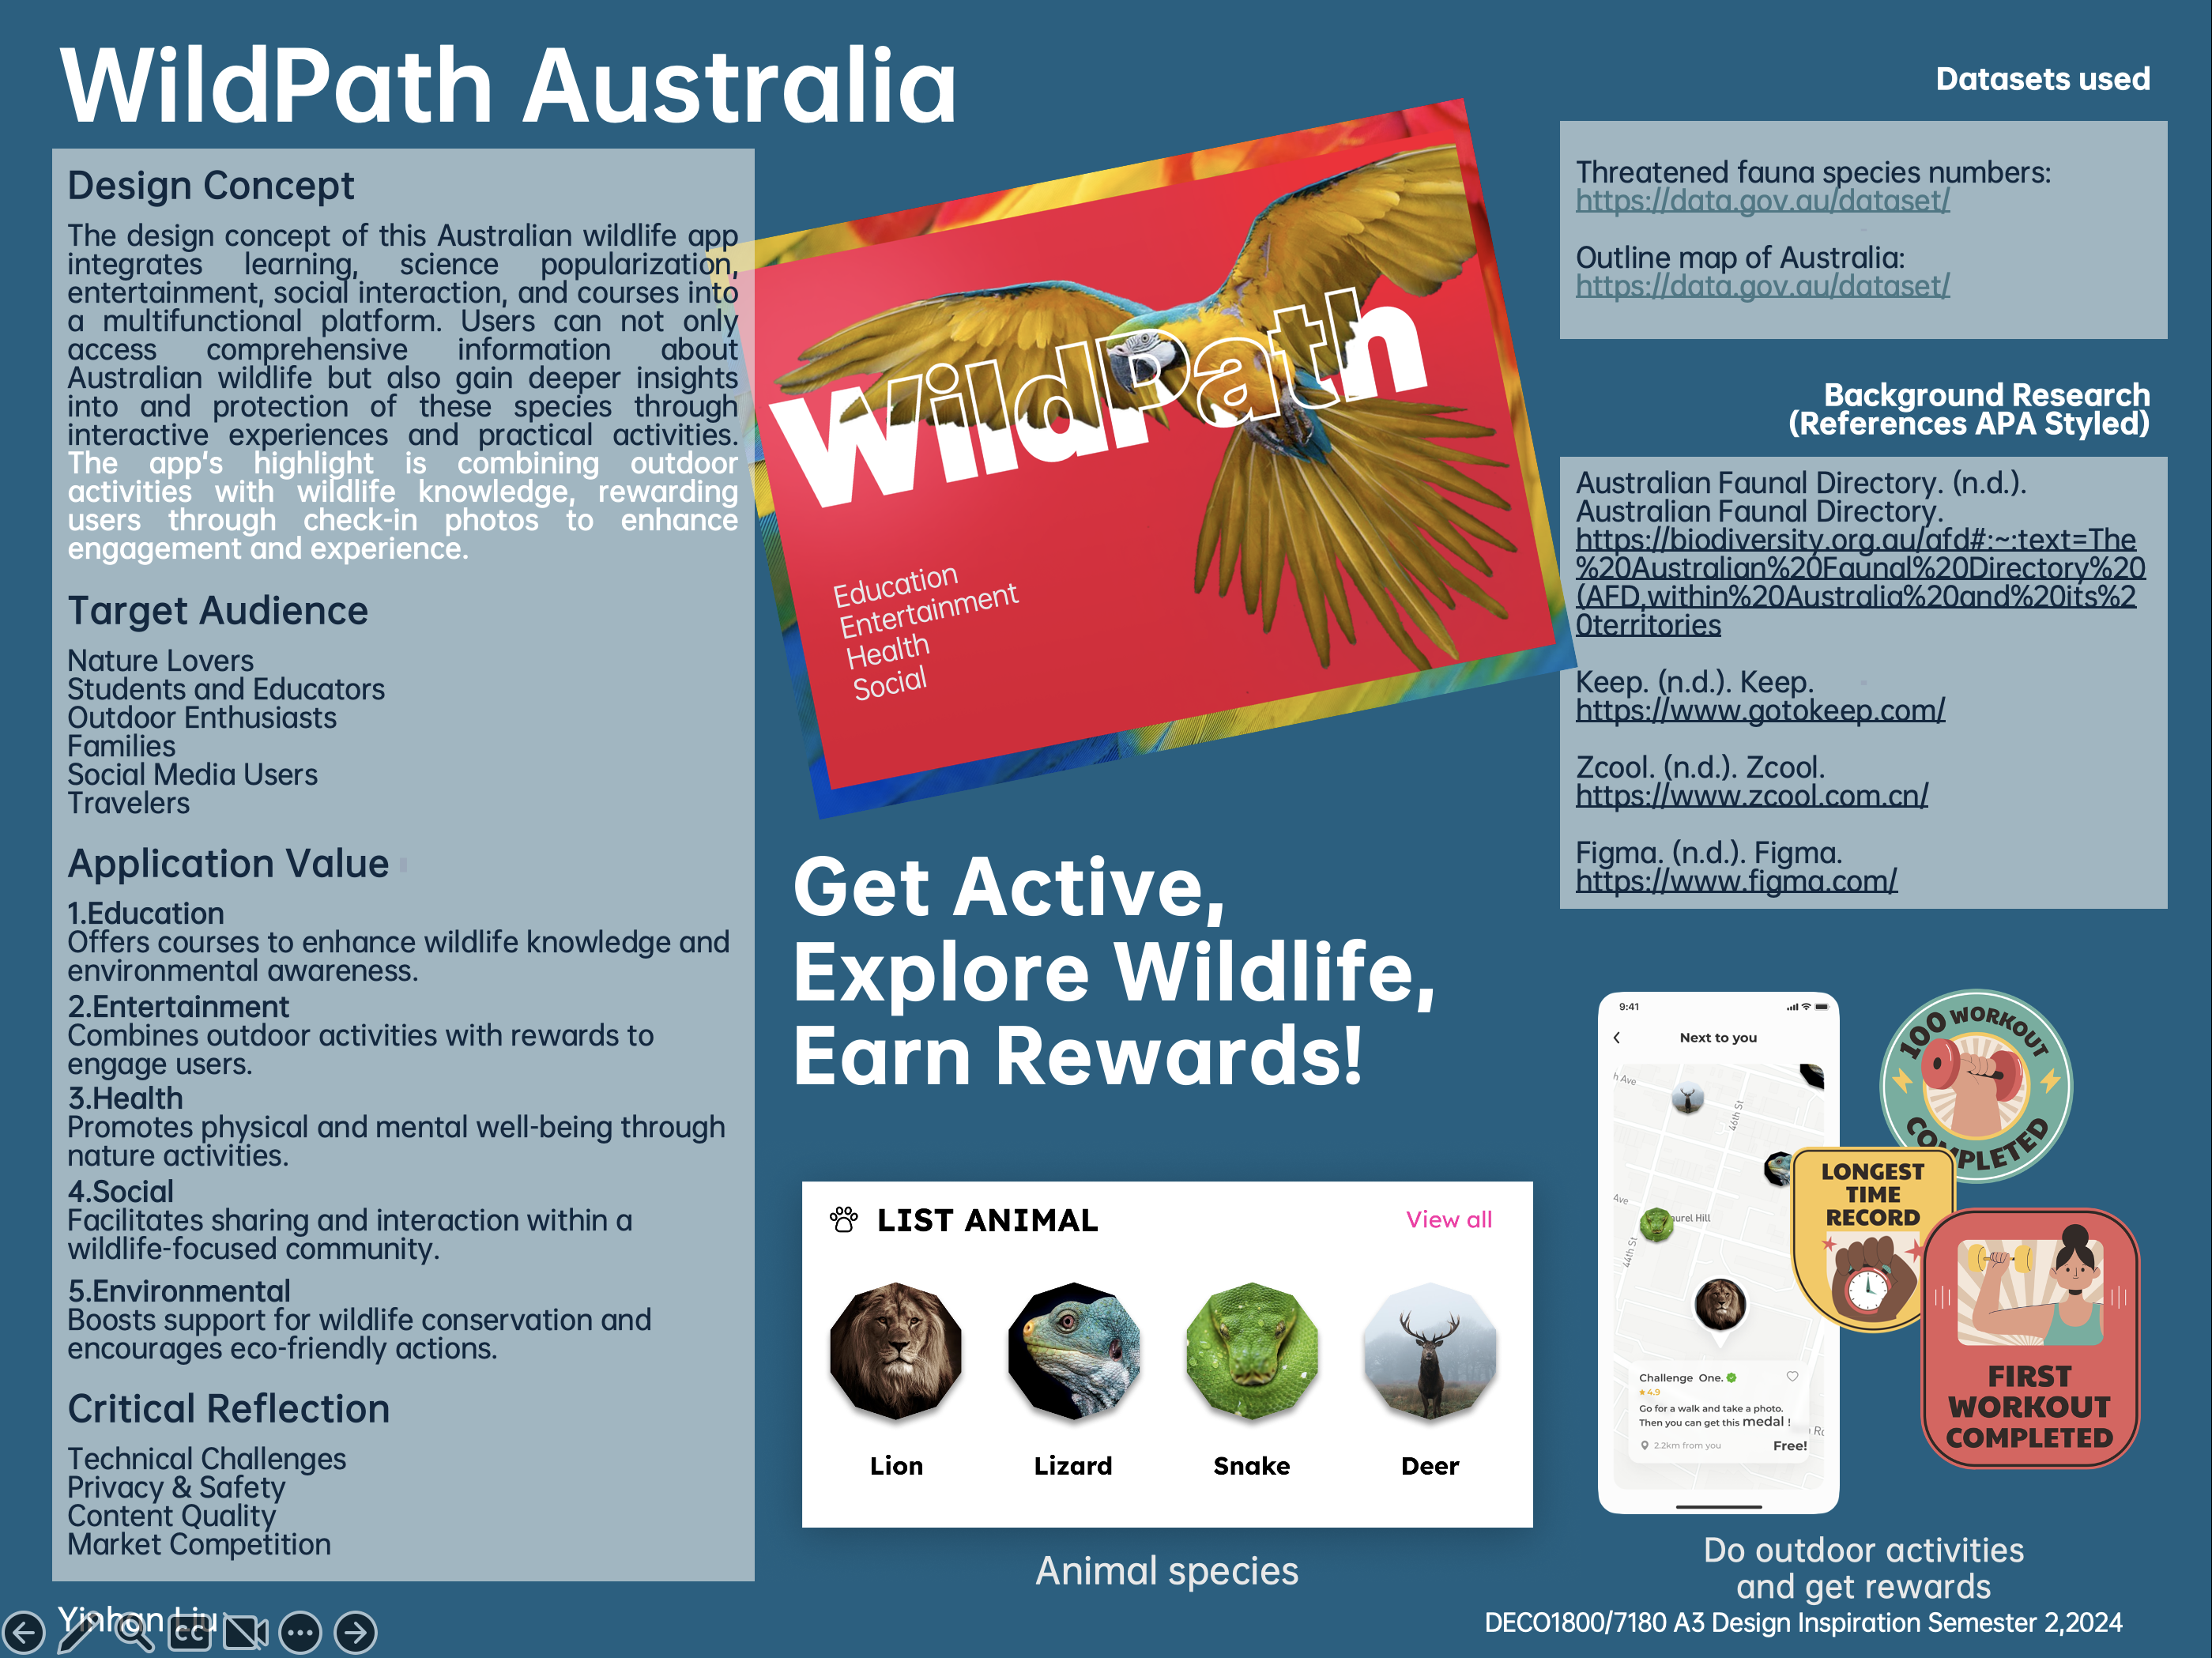 WildPath Australia
Design Concept
The design concept of this Australian wildlife app
integrates learning, science popularization,
entertainment, social interaction, and courses into
a multifunctional platform. Users can not only
access comprehensive information about
Australian wildlife but also gain deeper insights
into and protection of these species through
interactive experiences and practical activities.
The app's highlight is combining outdoor
activities with wildlife knowledge, rewarding
users through check-in photos to enhance
engagement and experience.
Target Audience
Nature Lovers
Students and Educators
Outdoor Enthusiasts
Families
Social Media Users
Travelers
Application Value
1.Education
Offers courses to enhance wildlife knowledge and
environmental awareness.
2.Entertainment
Combines outdoor activities with rewards to
engage users.
3.Health
Promotes physical and mental well-being through
nature activities.
4.Social
Facilitates sharing and interaction within a
wildlife-focused community.
5.Environmental
Boosts support for wildlife conservation and
encourages eco-friendly actions.
Critical Reflection
Technical Challenges
Privacy & Safety
Content Quality
Market Competition
Yinhan Liu
CC
WildPath
Education
Entertainment
Health
Social
Get Active,
Explore Wildlife,
Earn Rewards!
LIST ANIMAL
View all
Lion
Lizard
Snake
Deer
Animal species
Datasets used
Threatened fauna species numbers:
https://data.gov.au/dataset/
Outline map of Australia:
https://data.gov.au/dataset/
Background Research
(References APA Styled)
Australian Faunal Directory. (n.d.).
Australian Faunal Directory.
https://biodiversity.org.au/afd#:~:text=The
%20Australian%20Faunal%20Directory%20
(AFD,within%20Australia%20and%20its%2
0territories
Keep. (n.d.). Keep.
https://www.gotokeep.com/
Zcool. (n.d.). Zcool.
https://www.zcool.com.cn/
Figma. (n.d.). Figma.
https://www.figma.com/
9:41
Next to you
h Ave
46th St
Ave
aurel Hill
44th St
Challenge One.
4.9
Go for a walk and take a photo.
Then you can get this medal !
2.2km from you
Free!
100 WORKOUT
COMPLETED
LONGEST
TIME
RECORD
FIRST
WORKOUT
COMPLETED
Do outdoor activities
and get rewards
DECO1800/7180 A3 Design Inspiration Semester 2,2024